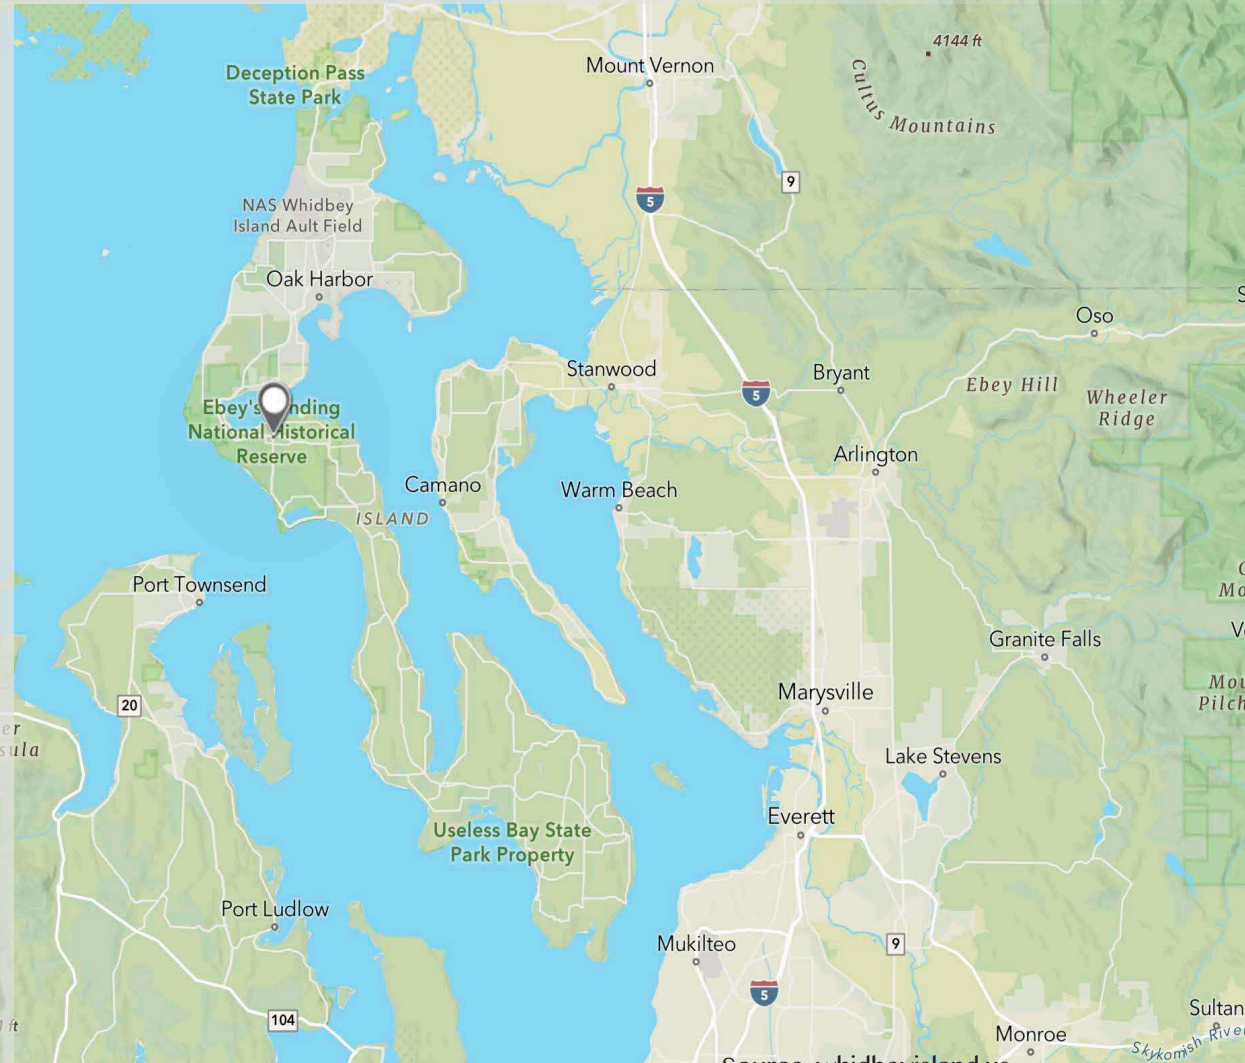 4144 ft
Mount Vernon
Deception Pass
State Park
Cultus Mountains
9
NAS Whidbey
Island Ault Field
5
Oak Harbor
Oso
Stanwood
Bryant
Ebey Hill
5
Wheeler
Ridge
National Historical
Reserve
Arlington
Camano
Warm Beach
ISLAND
Port Townsend
Granite Falls
Marysville
20
Lake Stevens
Everett
Useless Bay State
Park Property
Port Ludlow
Mukilteo
9
5
104
Sultan
Monroe
Skykomish River